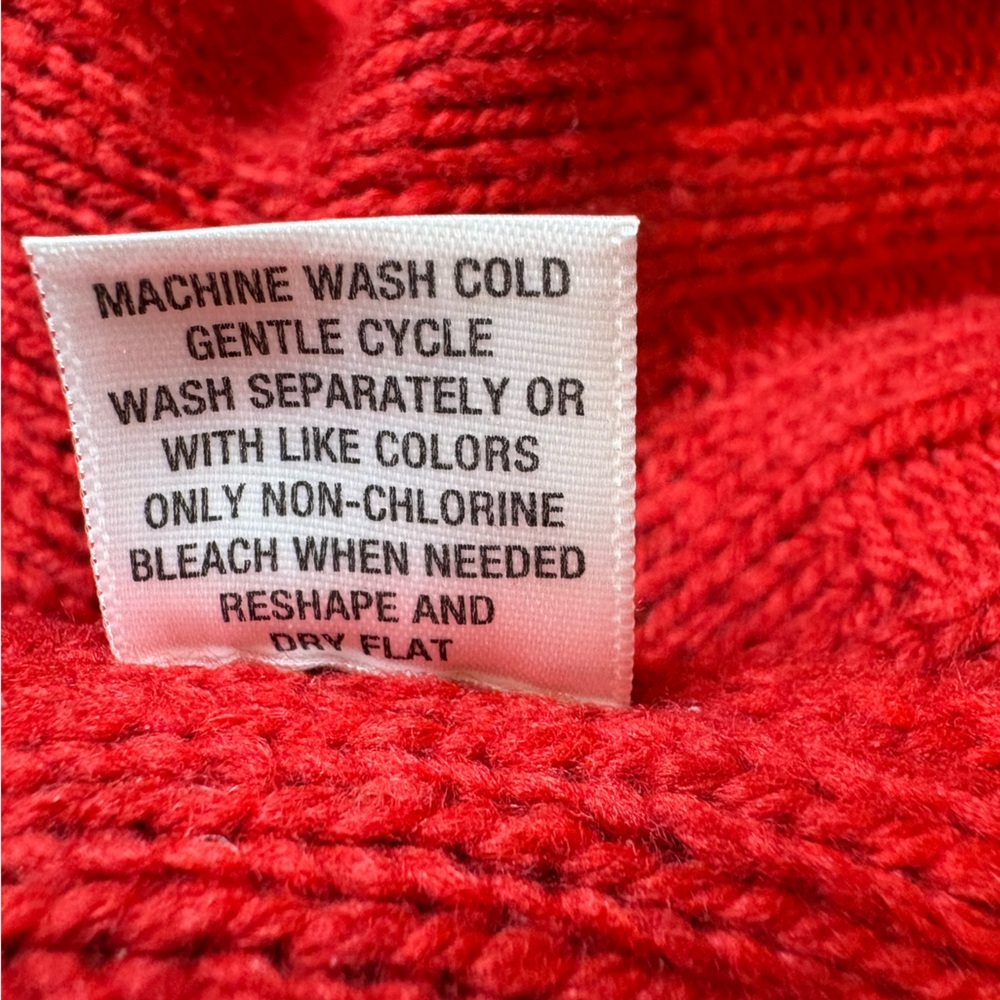 MACHINE WASH COLD
GENTLE CYCLE
WASH SEPARATELY OR
WITH LIKE COLORS
ONLY NON-CHLORINE
BLEACH WHEN NEEDED
RESHAPE AND
DRY FLAT